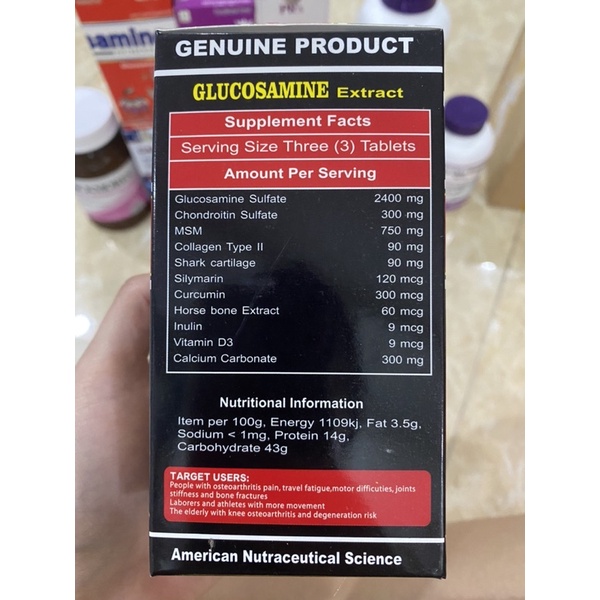 samine
GENUINE PRODUCT
GLUCOSAMINE Extract
Supplement Facts
Serving Size Three (3) Tablets
Amount Per Serving
Glucosamine Sulfate 2400 mg
Chondroitin Sulfate 300 mg
MSM 750 mg
Collagen Type II 90 mg
Shark cartilage 90 mg
Silymarin 120 mcg
Curcumin 300 mcg
Horse bone Extract 60 mcg
Inulin 9 mcg
Vitamin D3 9 mcg
Calcium Carbonate 300 mg
Nutritional Information
Item per 100g, Energy 1109kj, Fat 3.5g,
Sodium < 1mg, Protein 14g,
Carbohydrate 43g
TARGET USERS:
People with osteoarthritis pain, travel fatigue,motor difficuties, joints
stiffness and bone fractures
Laborers and athletes with more movement
The elderly with knee osteoarthritis and degeneration risk
American Nutraceutical Science